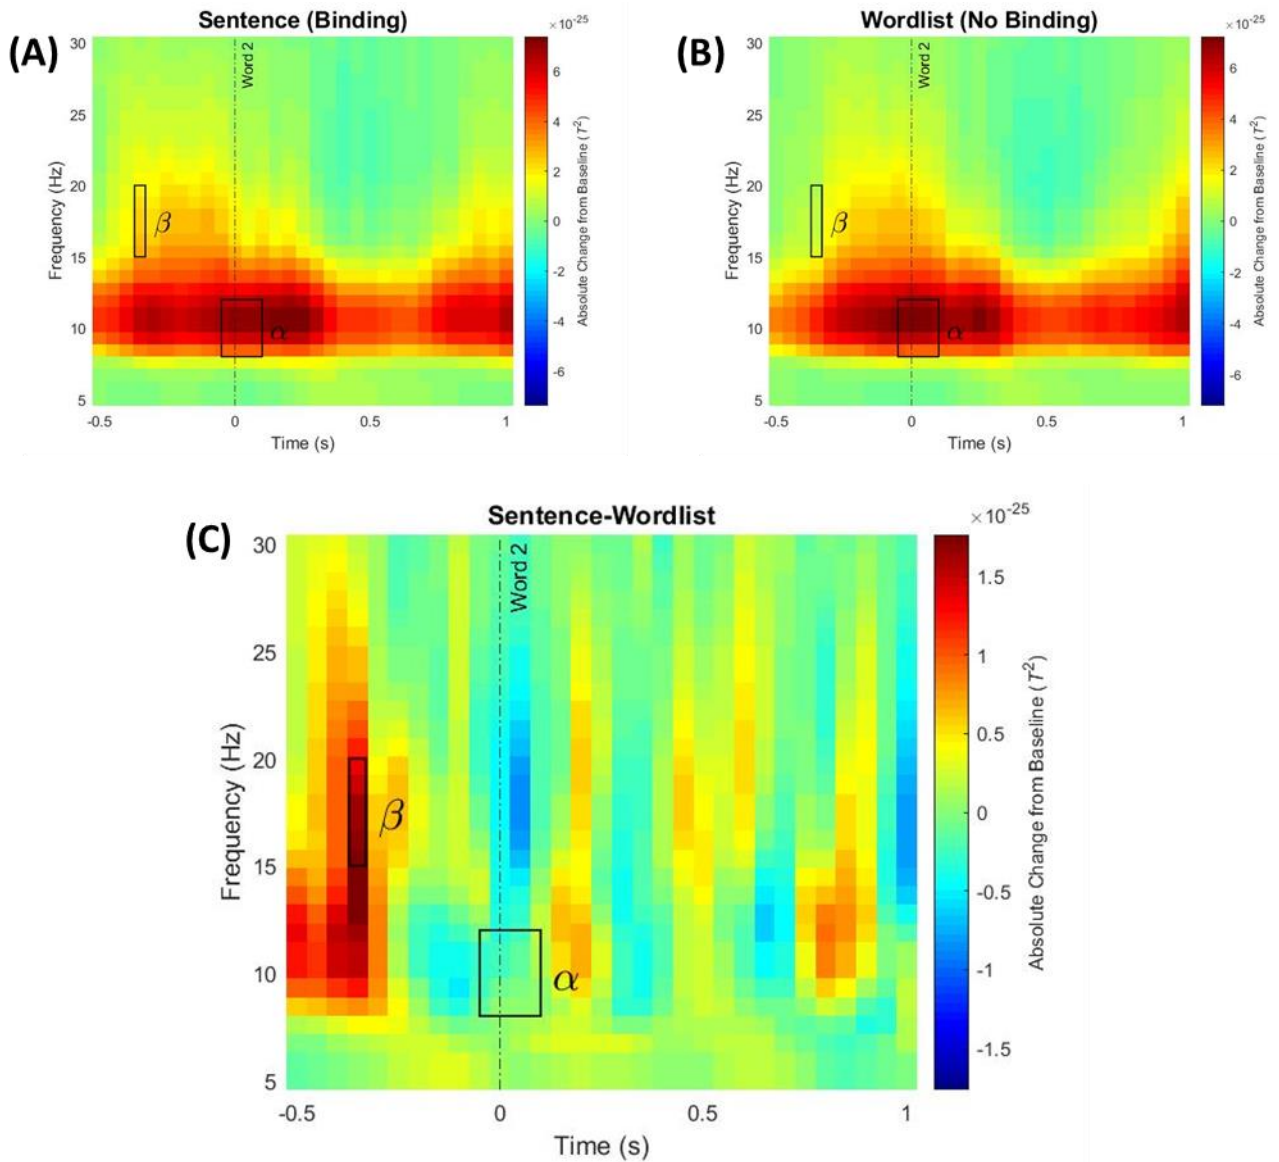 (A)
Sentence (Binding)
×10-25
30
25
20
15
10
5
Frequency (Hz)
Word 2
β
α
-0.5
0
0.5
1
Time (s)
6
4
2
0
-2
-4
-6
Absolute Change from Baseline (T²)
(B)
Wordlist (No Binding)
×10-25
30
25
20
15
10
5
Frequency (Hz)
Word 2
β
α
-0.5
0
0.5
1
Time (s)
6
4
2
0
-2
-4
-6
Absolute Change from Baseline (T²)
(C)
Sentence-Wordlist
×10-25
30
25
20
15
10
5
Frequency (Hz)
Word 2
β
α
-0.5
0
0.5
1
Time (s)
1.5
1
0.5
0
-0.5
-1
-1.5
Absolute Change from Baseline (T²)